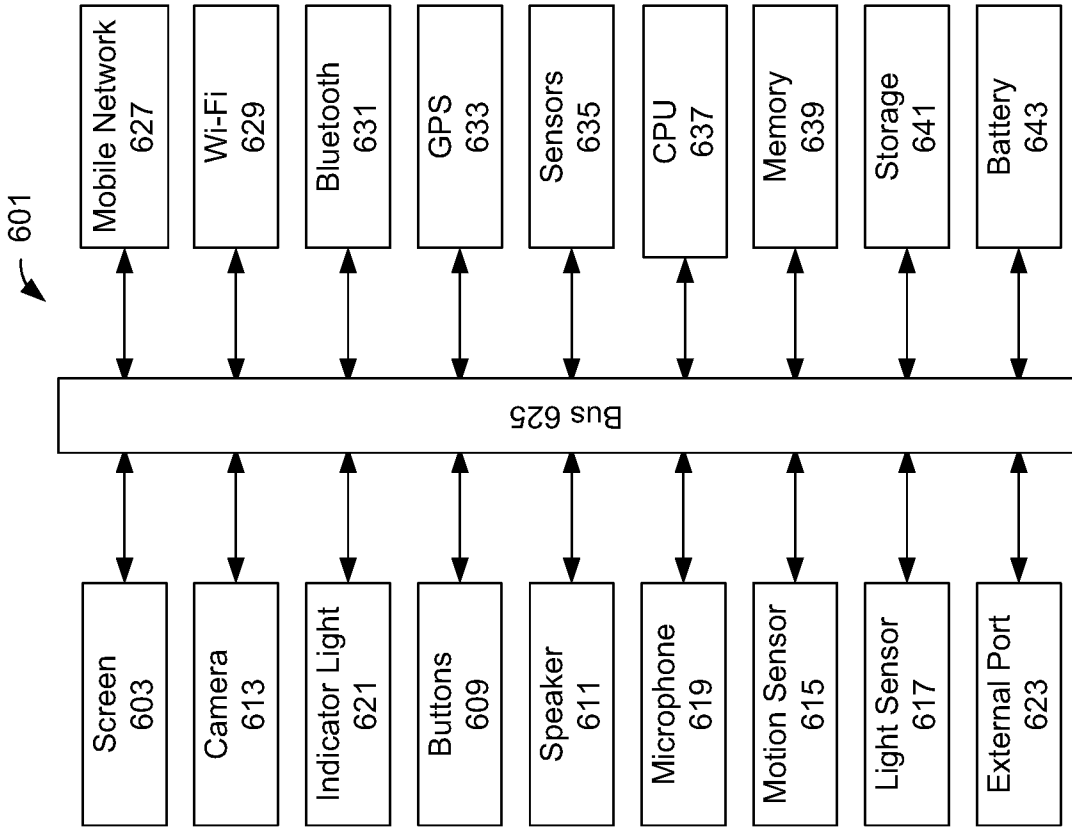 601
Mobile Network
627
Wi-Fi
629
Bluetooth
631
GPS
633
Sensors
635
CPU
637
Memory
639
Storage
641
Battery
643
Bus 625
Screen
603
Camera
613
Indicator Light
621
Buttons
609
Speaker
611
Microphone
619
Motion Sensor
615
Light Sensor
617
External Port
623